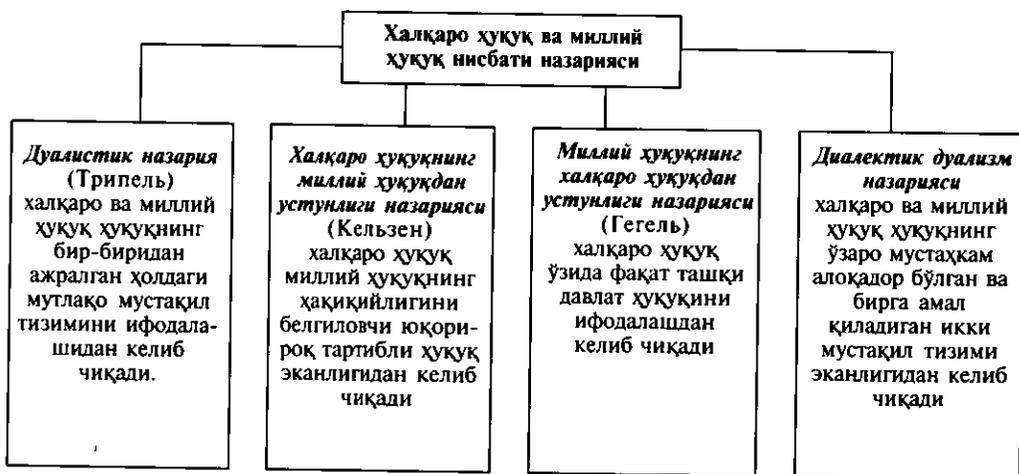 Халқаро ҳуқуқ ва миллий
ҳуқуқ нисбати назарияси
Дуалистик назария
(Трипель)
халқаро ва миллий
ҳуқуқ ҳуқуқнинг
бир-биридан
ажралган ҳолдаги
мутлақо мустақил
тизимини ифодала-
шидан келиб
чиқади.
Халқаро ҳуқуқнинг
миллий ҳуқуқдан
устунлиги назарияси
(Кельзен)
халқаро ҳуқуқ
миллий ҳуқуқнинг
ҳақиқийлигини
белгиловчи юқори-
роқ тартибли ҳуқуқ
эканлигидан келиб
чиқади
Миллий ҳуқуқнинг
халқаро ҳуқуқдан
устунлиги назарияси
(Гегель)
халқаро ҳуқуқ
ўзида фақат ташқи
давлат ҳуқуқини
ифодалашдан
келиб чиқади
Диалектик дуализм
назарияси
халқаро ва миллий
ҳуқуқ ҳуқуқнинг
ўзаро мустаҳкам
алоқадор бўлган ва
бирга амал
қиладиган икки
мустақил тизими
эканлигидан келиб
чиқади